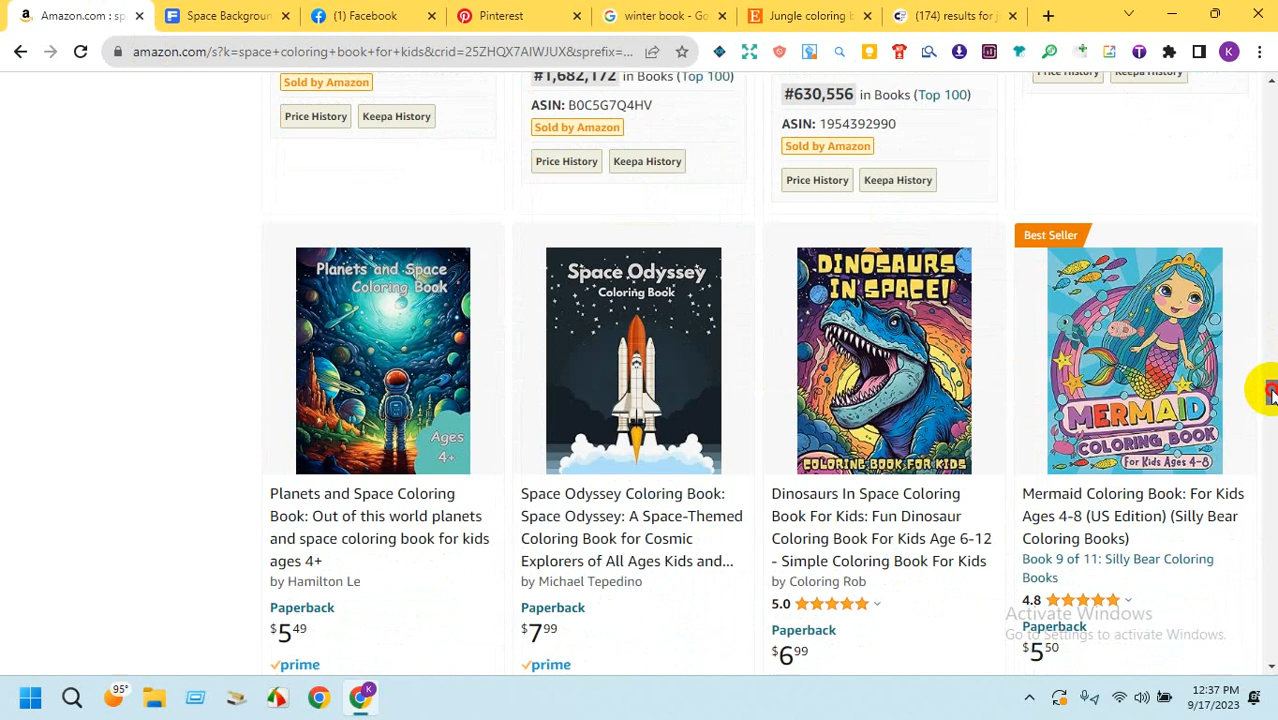 Amazon.com : sp
Space Backgroun
(1) Facebook
Pinterest
winter book - Go
Jungle coloring b
(174) results for j
amazon.com/s?k=space+coloring+book+for+kids&crid=25ZHQX7AIWJUX&sprefix=...
K
Sold by Amazon
Price History Keepa History
#1,682,172 in Books (Top 100)
ASIN: B0C5G7Q4HV
Sold by Amazon
Price History Keepa History
#630,556 in Books (Top 100)
ASIN: 1954392990
Sold by Amazon
Price History Keepa History
Price History Keepa History
Planets and Space
Coloring Book
Ages
4+
Planets and Space Coloring
Book: Out of this world planets
and space coloring book for kids
ages 4+
by Hamilton Le
Paperback
$5 49
prime
Space Odyssey
Coloring Book
Space Odyssey Coloring Book:
Space Odyssey: A Space-Themed
Coloring Book for Cosmic
Explorers of All Ages Kids and...
by Michael Tepedino
Paperback
$7 99
prime
DINOSAURS
IN SPACE!
COLORING BOOK FOR KIDS
Dinosaurs In Space Coloring
Book For Kids: Fun Dinosaur
Coloring Book For Kids Age 6-12
- Simple Coloring Book For Kids
by Coloring Rob
5.0
Paperback
$6 99
Best Seller
MERMAID
COLORING BOOK
For Kids Ages 4-8
Mermaid Coloring Book: For Kids
Ages 4-8 (US Edition) (Silly Bear
Coloring Books)
Book 9 of 11: Silly Bear Coloring
Books
4.8
Paperback
$5 50
Activate Windows
Go to Settings to activate Windows.
95°
K
12:37 PM
9/17/2023